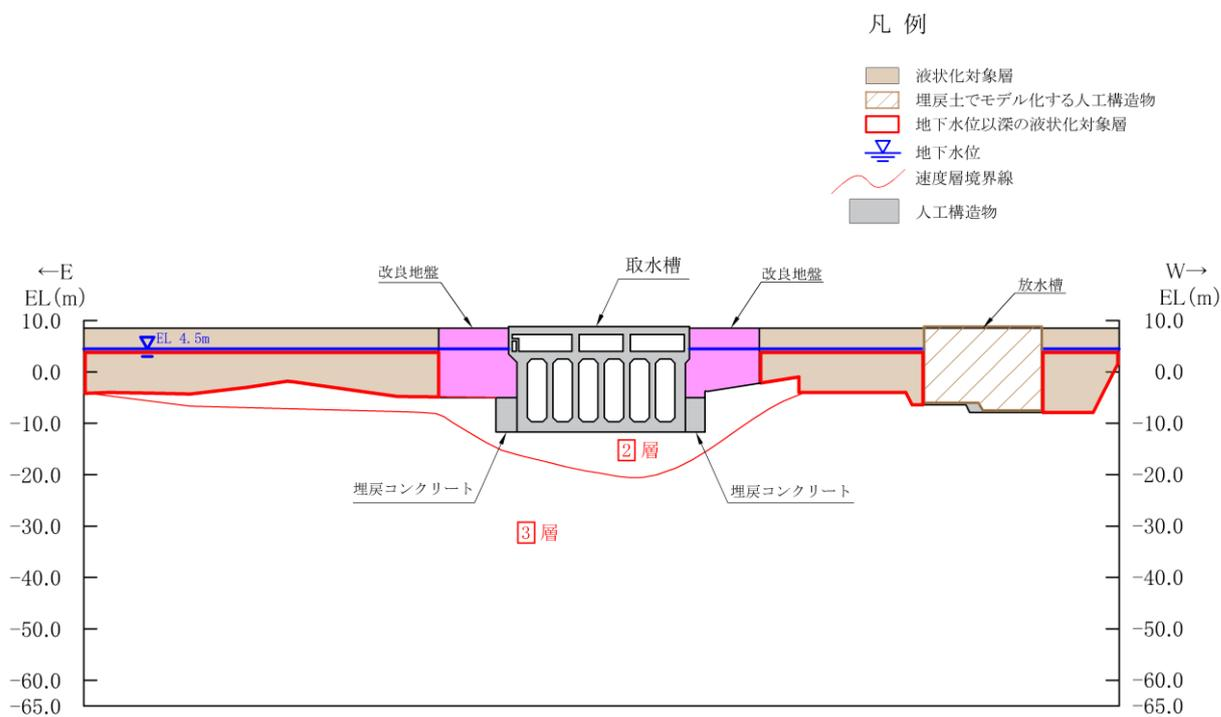 凡 例
液状化対象層
埋戻土でモデル化する人工構造物
地下水位以深の液状化対象層
地下水位
速度層境界線
人工構造物
←E
EL(m)
改良地盤
取水槽
改良地盤
放水槽
W→
EL(m)
10.0
EL 4.5m
10.0
0.0
0.0
-10.0
-10.0
2 層
-20.0
-20.0
埋戻コンクリート
埋戻コンクリート
-30.0
3 層
-30.0
-40.0
-40.0
-50.0
-50.0
-60.0
-60.0
-65.0
-65.0